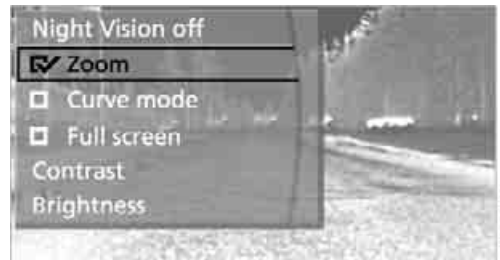 Night Vision off
Zoom
Curve mode
Full screen
Contrast
Brightness